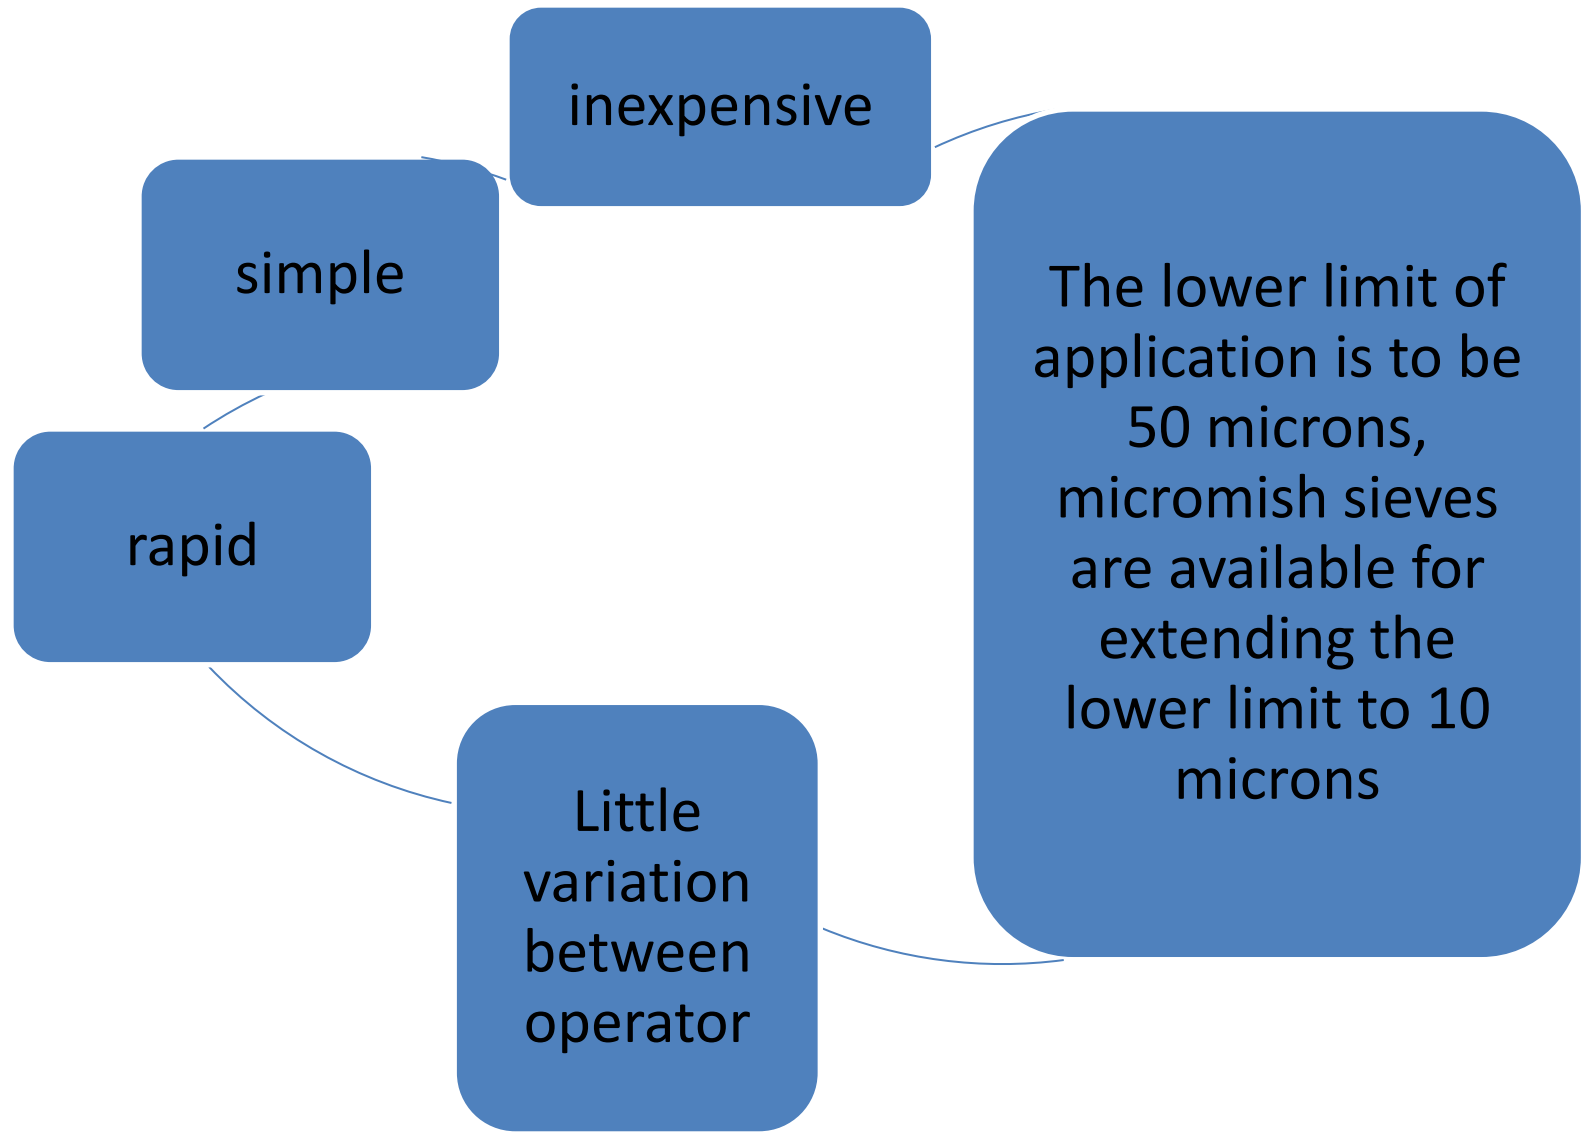 inexpensive
simple
rapid
Little
variation
between
operator
The lower limit of
application is to be
50 microns,
micromish sieves
are available for
extending the
lower limit to 10
microns